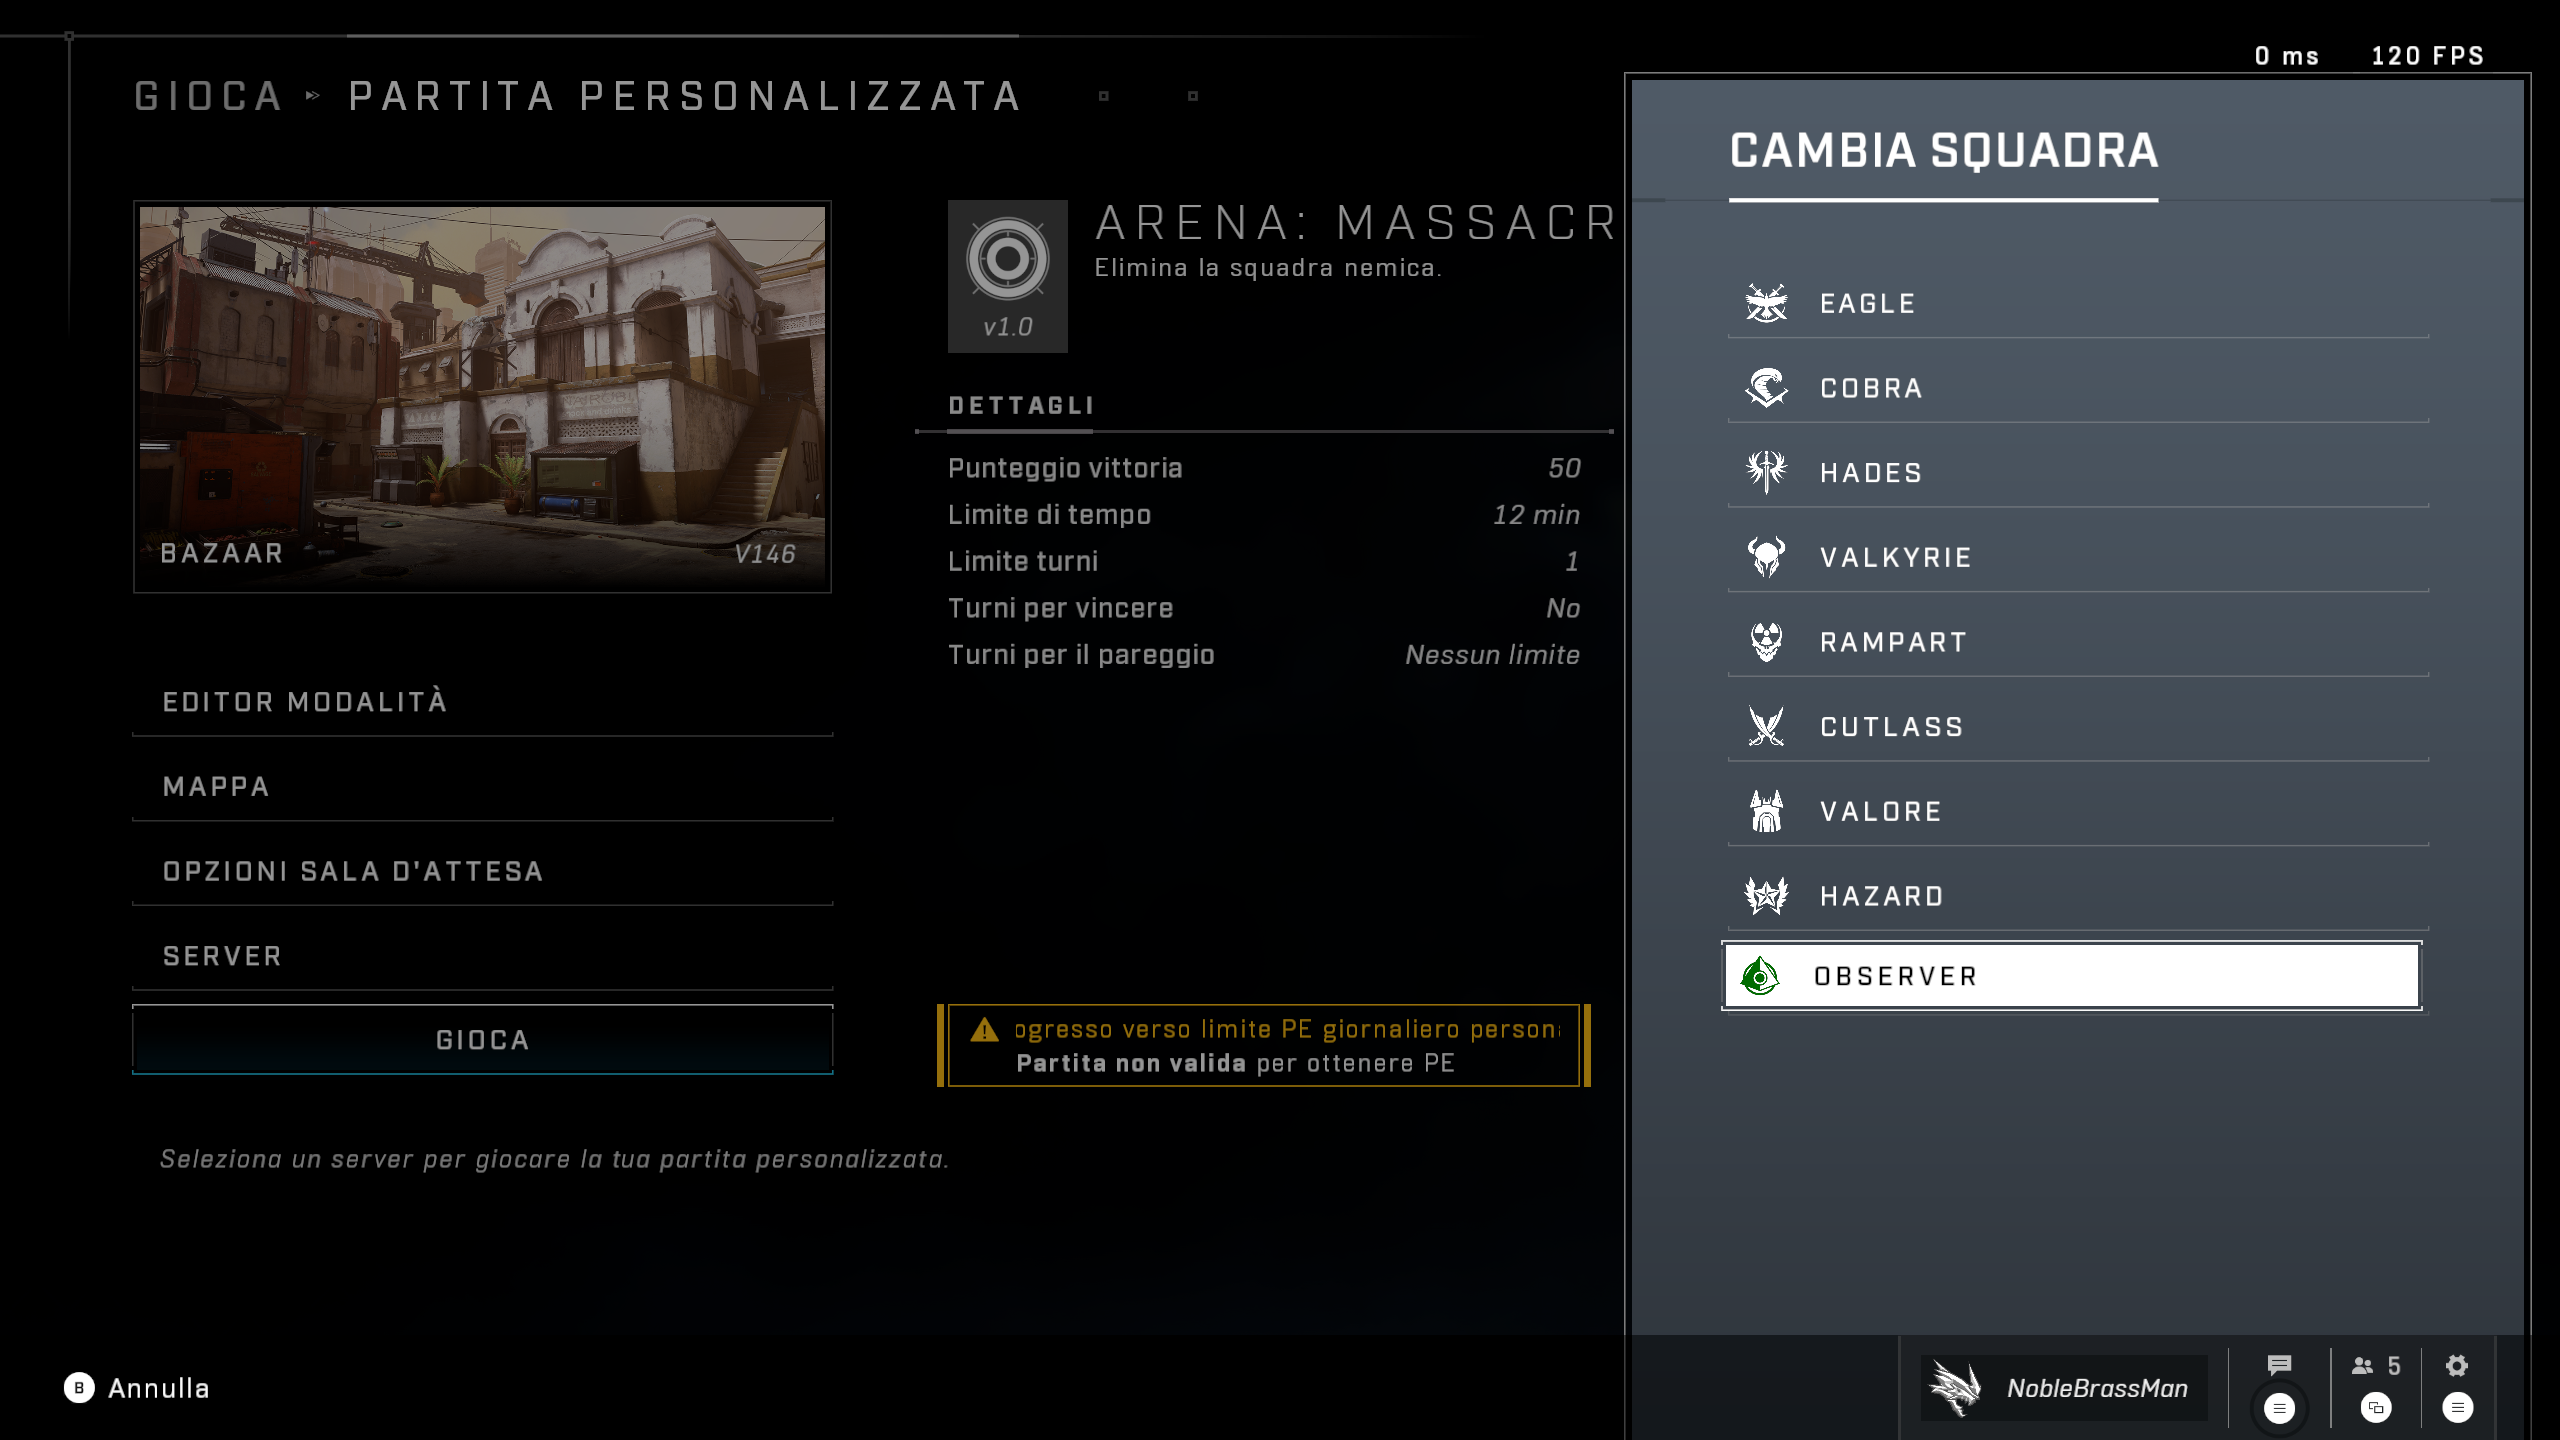 0 ms 120 FPS
GIOCA PARTITA PERSONALIZZATA
BAZAAR V146
EDITOR MODALITÀ
MAPPA
OPZIONI SALA D'ATTESA
SERVER
GIOCA
Seleziona un server per giocare la tua partita personalizzata.
v1.0
ARENA: MASSACR
Elimina la squadra nemica.
DETTAGLI
Punteggio vittoria 50
Limite di tempo 12 min
Limite turni 1
Turni per vincere No
Turni per il pareggio Nessun limite
ogresso verso limite PE giornaliero person
Partita non valida per ottenere PE
CAMBIA SQUADRA
EAGLE
COBRA
HADES
VALKYRIE
RAMPART
CUTLASS
VALORE
HAZARD
OBSERVER
B Annulla
NobleBrassMan
5